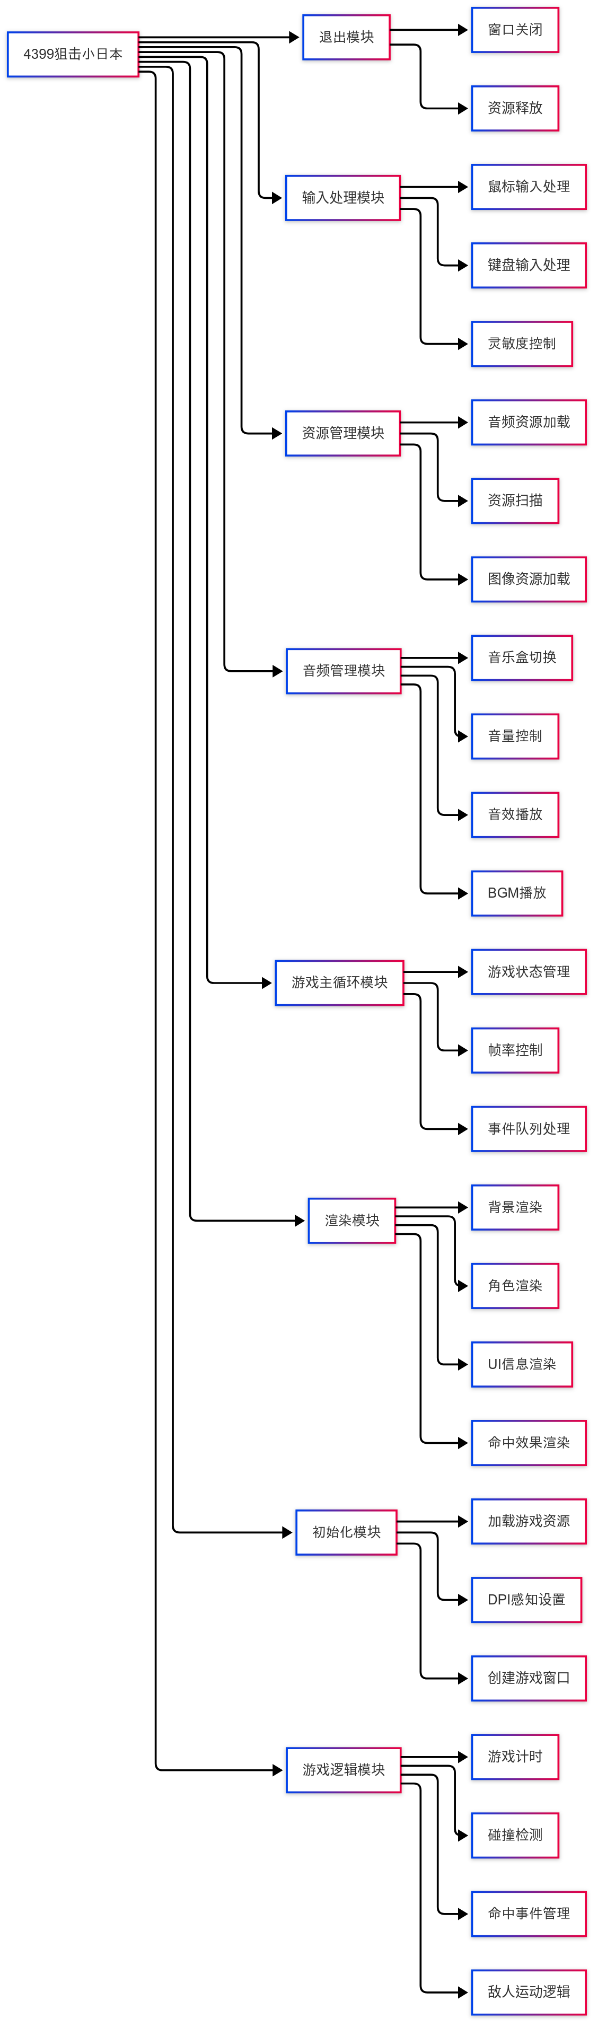 4399狙击小日本
退出模块
窗口关闭
资源释放
输入处理模块
鼠标输入处理
键盘输入处理
灵敏度控制
资源管理模块
音频资源加载
资源扫描
图像资源加载
音频管理模块
音乐盒切换
音量控制
音效播放
BGM播放
游戏主循环模块
游戏状态管理
帧率控制
事件队列处理
渲染模块
背景渲染
角色渲染
UI信息渲染
命中效果渲染
初始化模块
加载游戏资源
DPI感知设置
创建游戏窗口
游戏逻辑模块
游戏计时
碰撞检测
命中事件管理
敌人运动逻辑